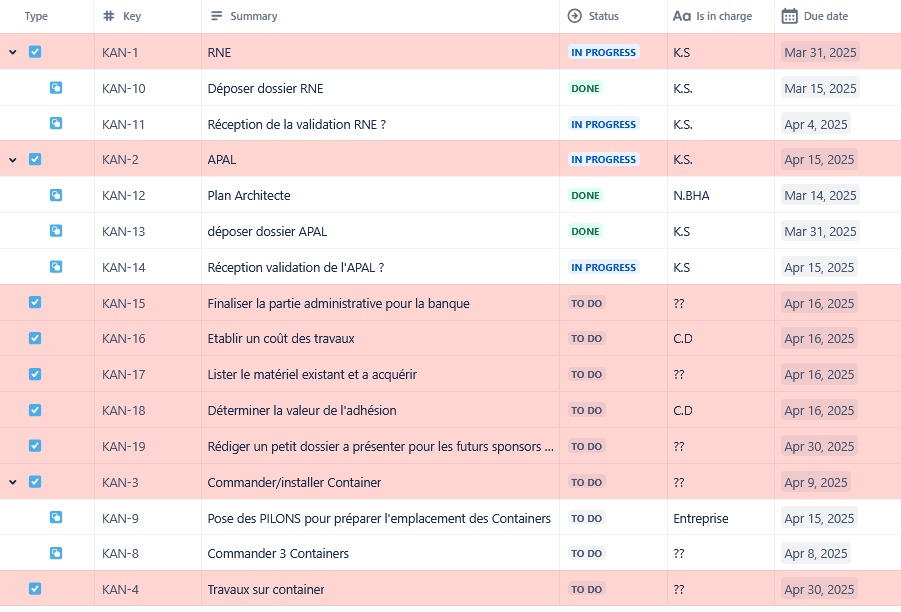 Type Key Summary Status Aa Is in charge Due date
KAN-1 RNE IN PROGRESS K.S Mar 31, 2025
KAN-10 Déposer dossier RNE DONE K.S. Mar 15, 2025
KAN-11 Réception de la validation RNE ? IN PROGRESS K.S. Apr 4, 2025
KAN-2 APAL IN PROGRESS K.S. Apr 15, 2025
KAN-12 Plan Architecte DONE N.BHA Mar 14, 2025
KAN-13 déposer dossier APAL DONE K.S Mar 31, 2025
KAN-14 Réception validation de l'APAL ? IN PROGRESS K.S Apr 15, 2025
KAN-15 Finaliser la partie administrative pour la banque TO DO ?? Apr 16, 2025
KAN-16 Etablir un coût des travaux TO DO C.D Apr 16, 2025
KAN-17 Lister le matériel existant et a acquérir TO DO ?? Apr 16, 2025
KAN-18 Déterminer la valeur de l'adhésion TO DO C.D Apr 16, 2025
KAN-19 Rédiger un petit dossier a présenter pour les futurs sponsors ... TO DO ?? Apr 30, 2025
KAN-3 Commander/installer Container TO DO ?? Apr 9, 2025
KAN-9 Pose des PILONS pour préparer l'emplacement des Containers TO DO Entreprise Apr 15, 2025
KAN-8 Commander 3 Containers TO DO ?? Apr 8, 2025
KAN-4 Travaux sur container TO DO ?? Apr 30, 2025